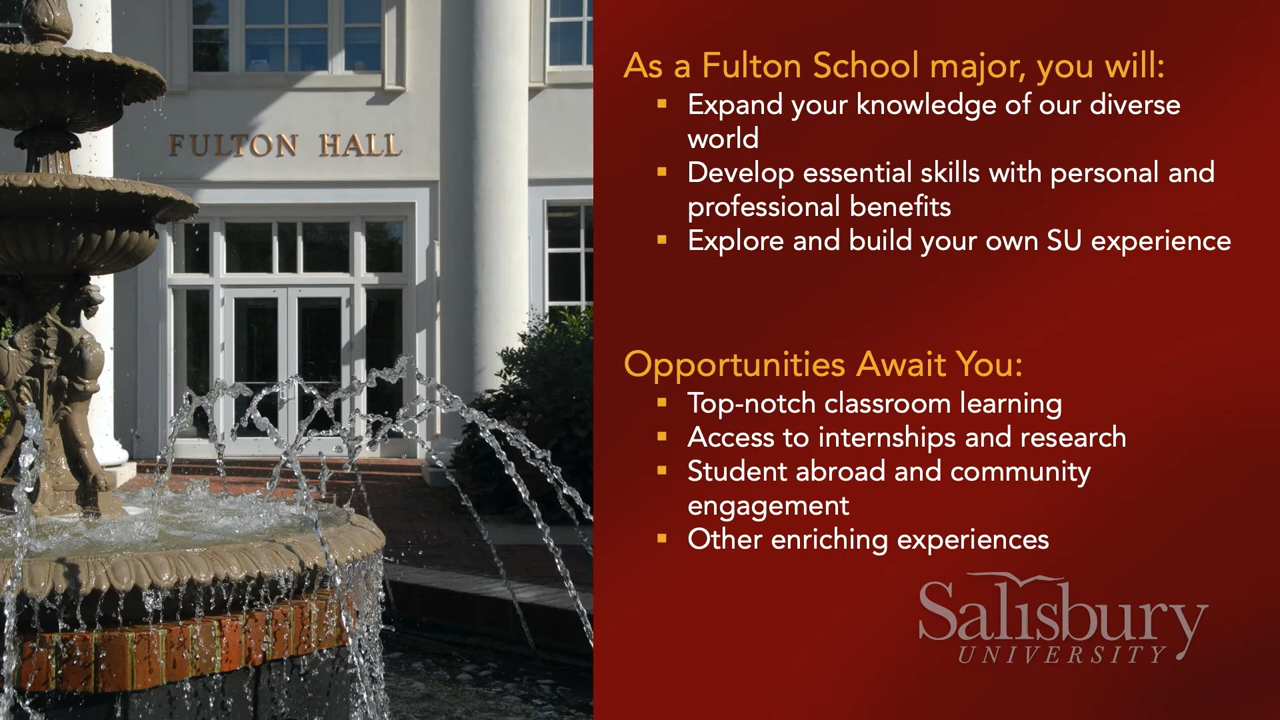 FULTON HALL
As a Fulton School major, you will:
▪ Expand your knowledge of our diverse
world
▪ Develop essential skills with personal and
professional benefits
▪ Explore and build your own SU experience
Opportunities Await You:
▪ Top-notch classroom learning
▪ Access to internships and research
▪ Student abroad and community
engagement
▪ Other enriching experiences
Salisbury
UNIVERSITY